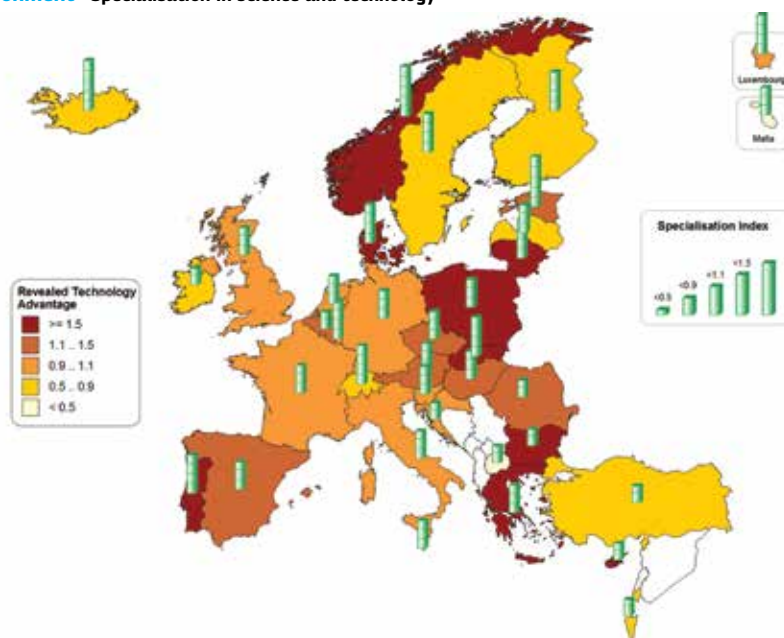 Specialisation in science and technology
Luxembourg
Malta
Specialisation Index
<0.5 <0.9 <1.1 <1.5
Revealed Technology
Advantage
>= 1.5
1.1 .. 1.5
0.9 .. 1.1
0.5 .. 0.9
< 0.5